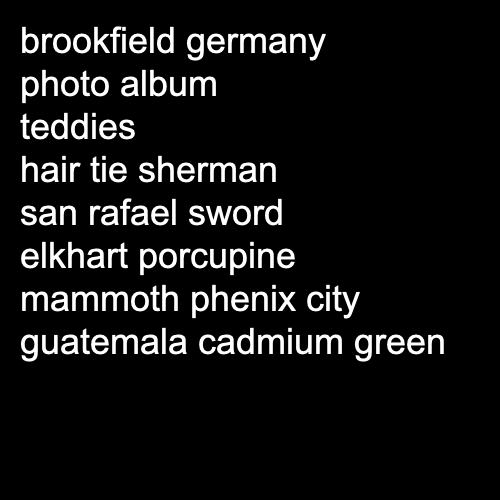 brookfield germany
photo album
teddies
hair tie sherman
san rafael sword
elkhart porcupine
mammoth phenix city
guatemala cadmium green